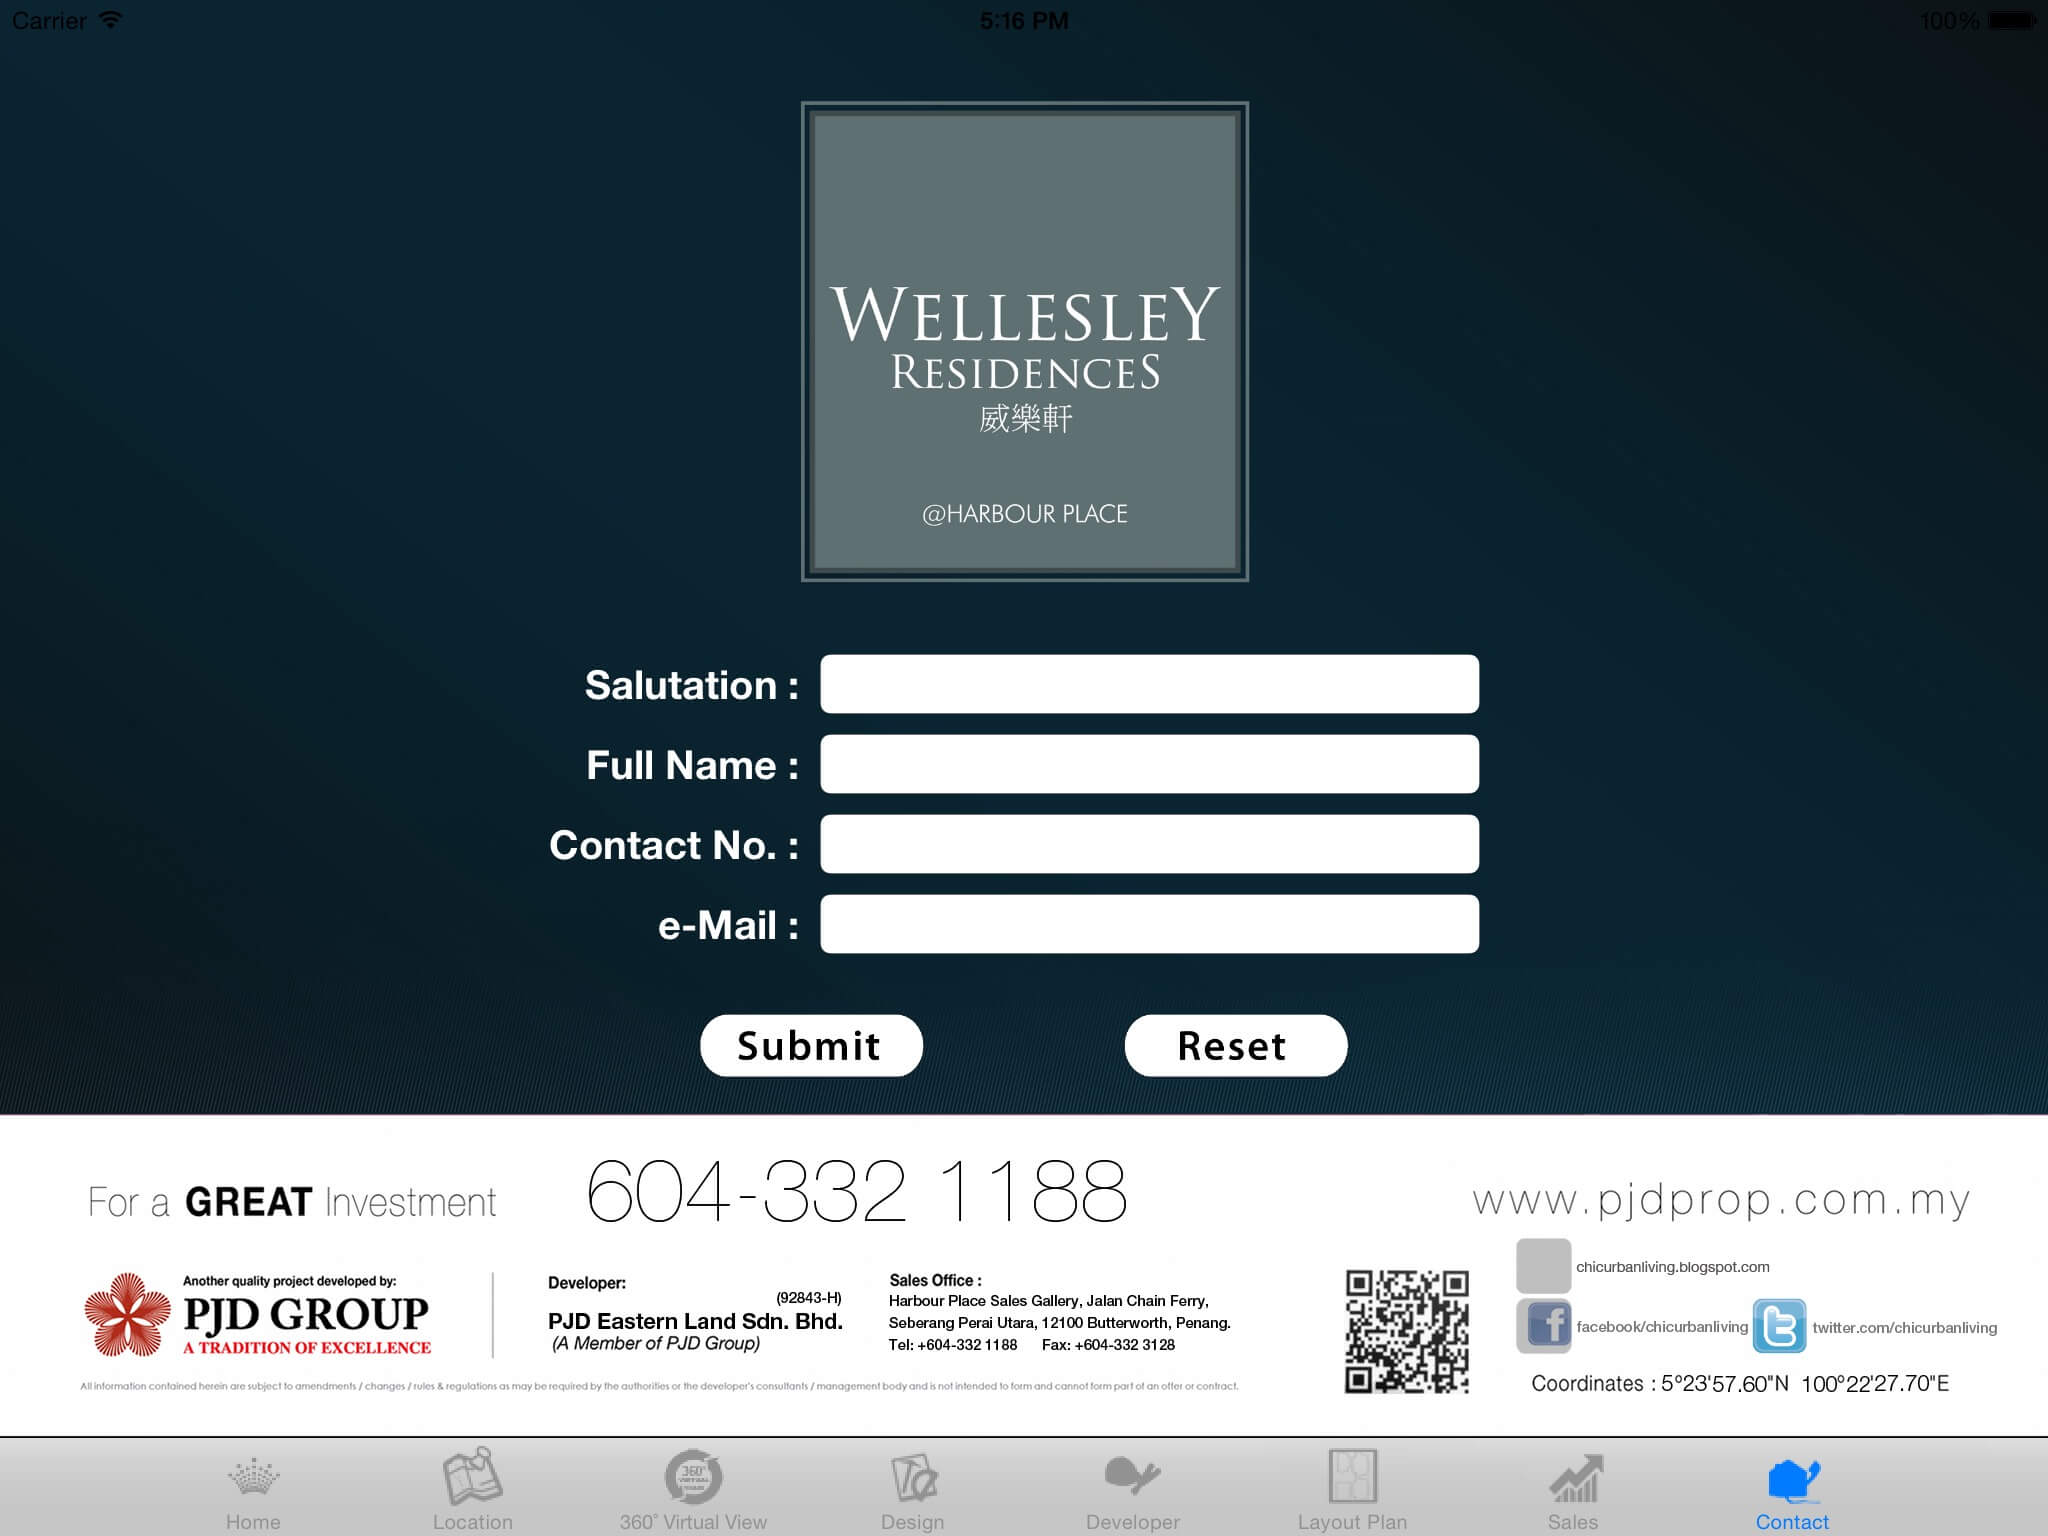 Carrier 5:16 PM 100%
WELLESLEY
RESIDENCES
威樂軒
@HARBOUR PLACE
Salutation :
Full Name :
Contact No. :
e-Mail :
Submit Reset
For a GREAT Investment 604-332 1188 www.pjdprop.com.my
Another quality project developed by:
PJD GROUP
A TRADITION OF EXCELLENCE
Developer:
(92843-H)
PJD Eastern Land Sdn. Bhd.
(A Member of PJD Group)
Sales Office :
Harbour Place Sales Gallery, Jalan Chain Ferry,
Seberang Perai Utara, 12100 Butterworth, Penang.
Tel: +604-332 1188 Fax: +604-332 3128
chicurbanliving.blogspot.com
facebook/chicurbanliving twitter.com/chicurbanliving
Coordinates : 5°23'57.60"N 100°22'27.70"E
All information contained herein are subject to amendments / changes / rules & regulations as may be required by the authorities or the developer's consultants / management body and is not intended to form and cannot form part of an offer or contract.
360°
VIRTUAL
Home Location 360° Virtual View Design Developer Layout Plan Sales Contact